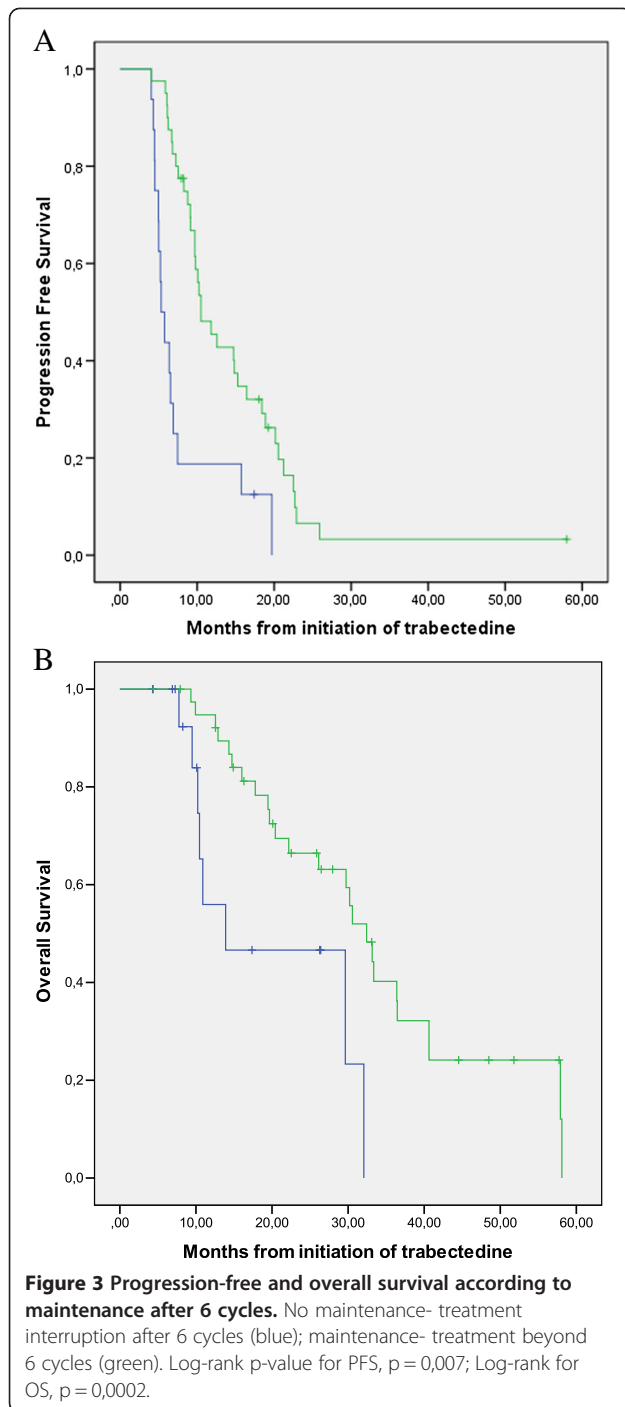 A
1,0
0,8
0,6
0,4
0,2
0,0
Progression Free Survival
,00 10,00 20,00 30,00 40,00 50,00 60,00
Months from initiation of trabectedine
B
1,0
0,8
0,6
0,4
0,2
0,0
Overall Survival
,00 10,00 20,00 30,00 40,00 50,00 60,00
Months from initiation of trabectedine
Figure 3 Progression-free and overall survival according to
maintenance after 6 cycles. No maintenance- treatment
interruption after 6 cycles (blue); maintenance- treatment beyond
6 cycles (green). Log-rank p-value for PFS, p = 0,007; Log-rank for
OS, p = 0,0002.